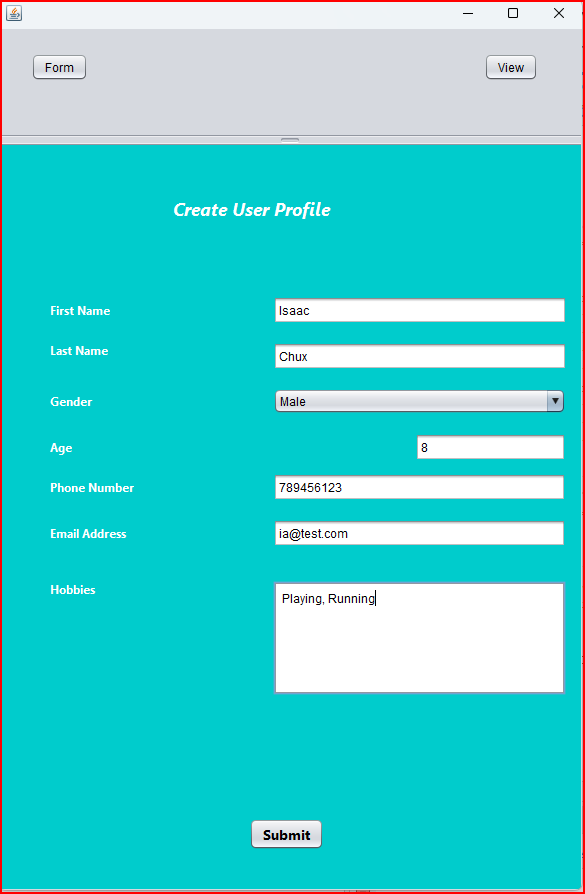 Form View
Create User Profile
First Name Isaac
Last Name Chux
Gender Male
Age 8
Phone Number 789456123
Email Address ia@test.com
Hobbies Playing, Running
Submit